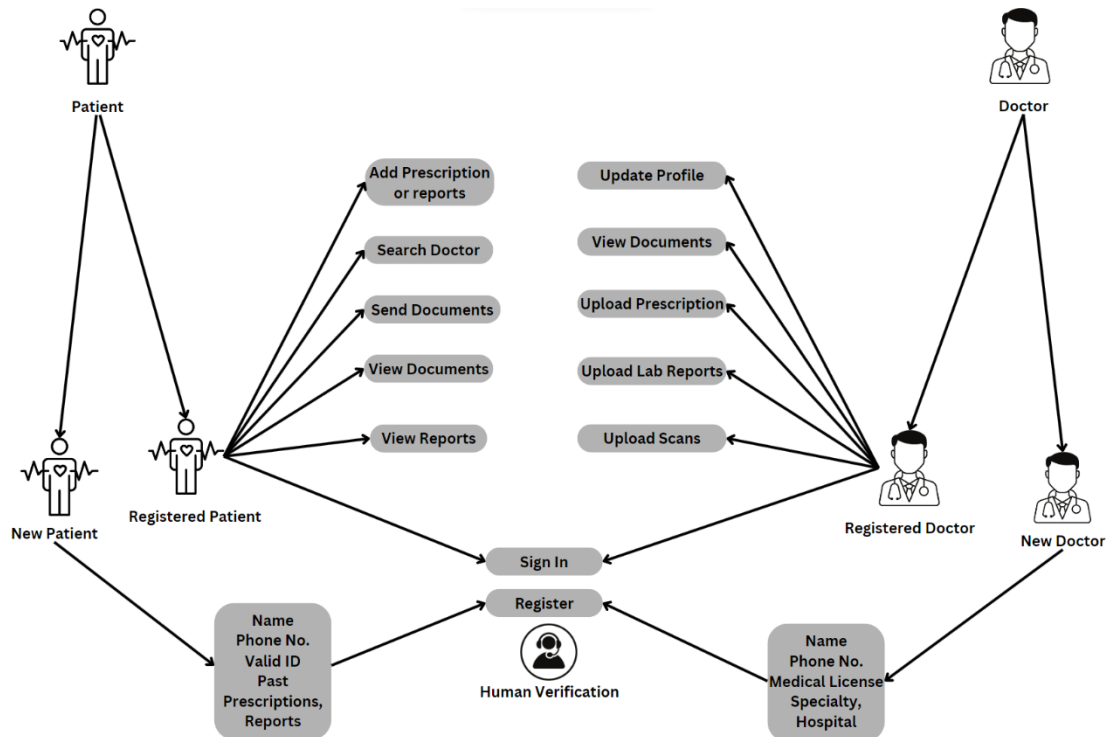 Patient
Doctor
Add Prescription
or reports
Update Profile
Search Doctor
View Documents
Send Documents
Upload Prescription
View Documents
Upload Lab Reports
View Reports
Upload Scans
Registered Patient
New Patient
Registered Doctor
New Doctor
Sign In
Register
Human Verification
Name
Phone No.
Valid ID
Past
Prescriptions,
Reports
Name
Phone No.
Medical License
Specialty,
Hospital